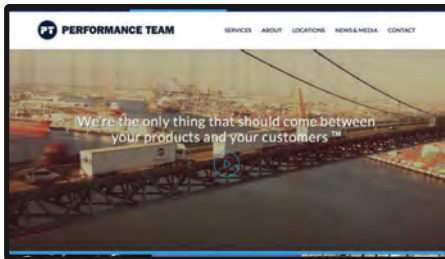 PT PERFORMANCE TEAM
SERVICES ABOUT LOCATIONS NEWS & MEDIA CONTACT
We're the only thing that should come between
your products and your customers ™